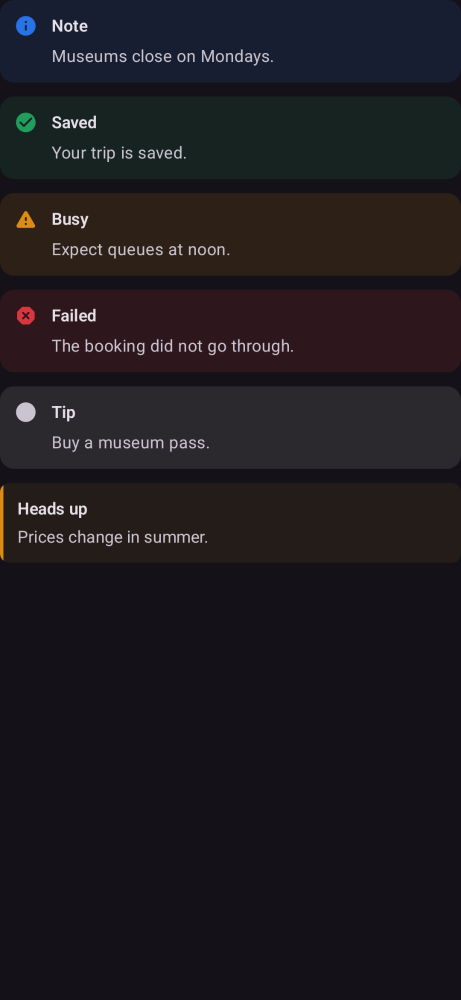 Note
Museums close on Mondays.
Saved
Your trip is saved.
Busy
Expect queues at noon.
Failed
The booking did not go through.
Tip
Buy a museum pass.
Heads up
Prices change in summer.